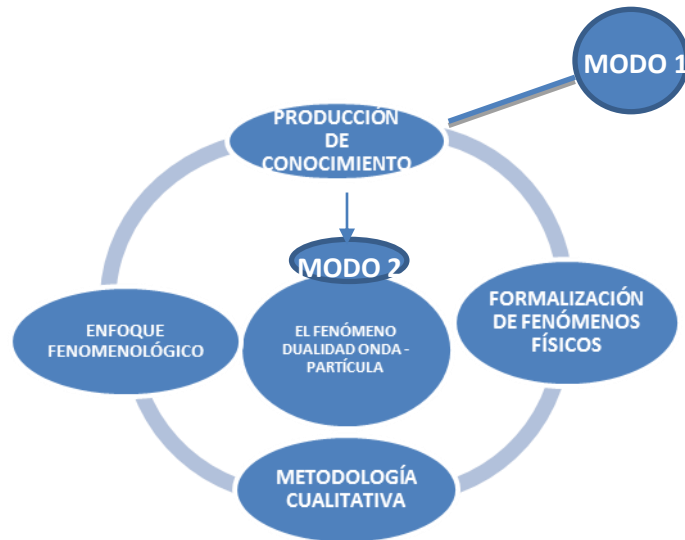 MODO 1
PRODUCCIÓN
DE
CONOCIMIENTO
MODO 2
EL FENÓMENO
DUALIDAD ONDA -
PARTÍCULA
FORMALIZACIÓN
DE FENÓMENOS
FÍSICOS
ENFOQUE
FENOMENOLÓGICO
METODOLOGÍA
CUALITATIVA